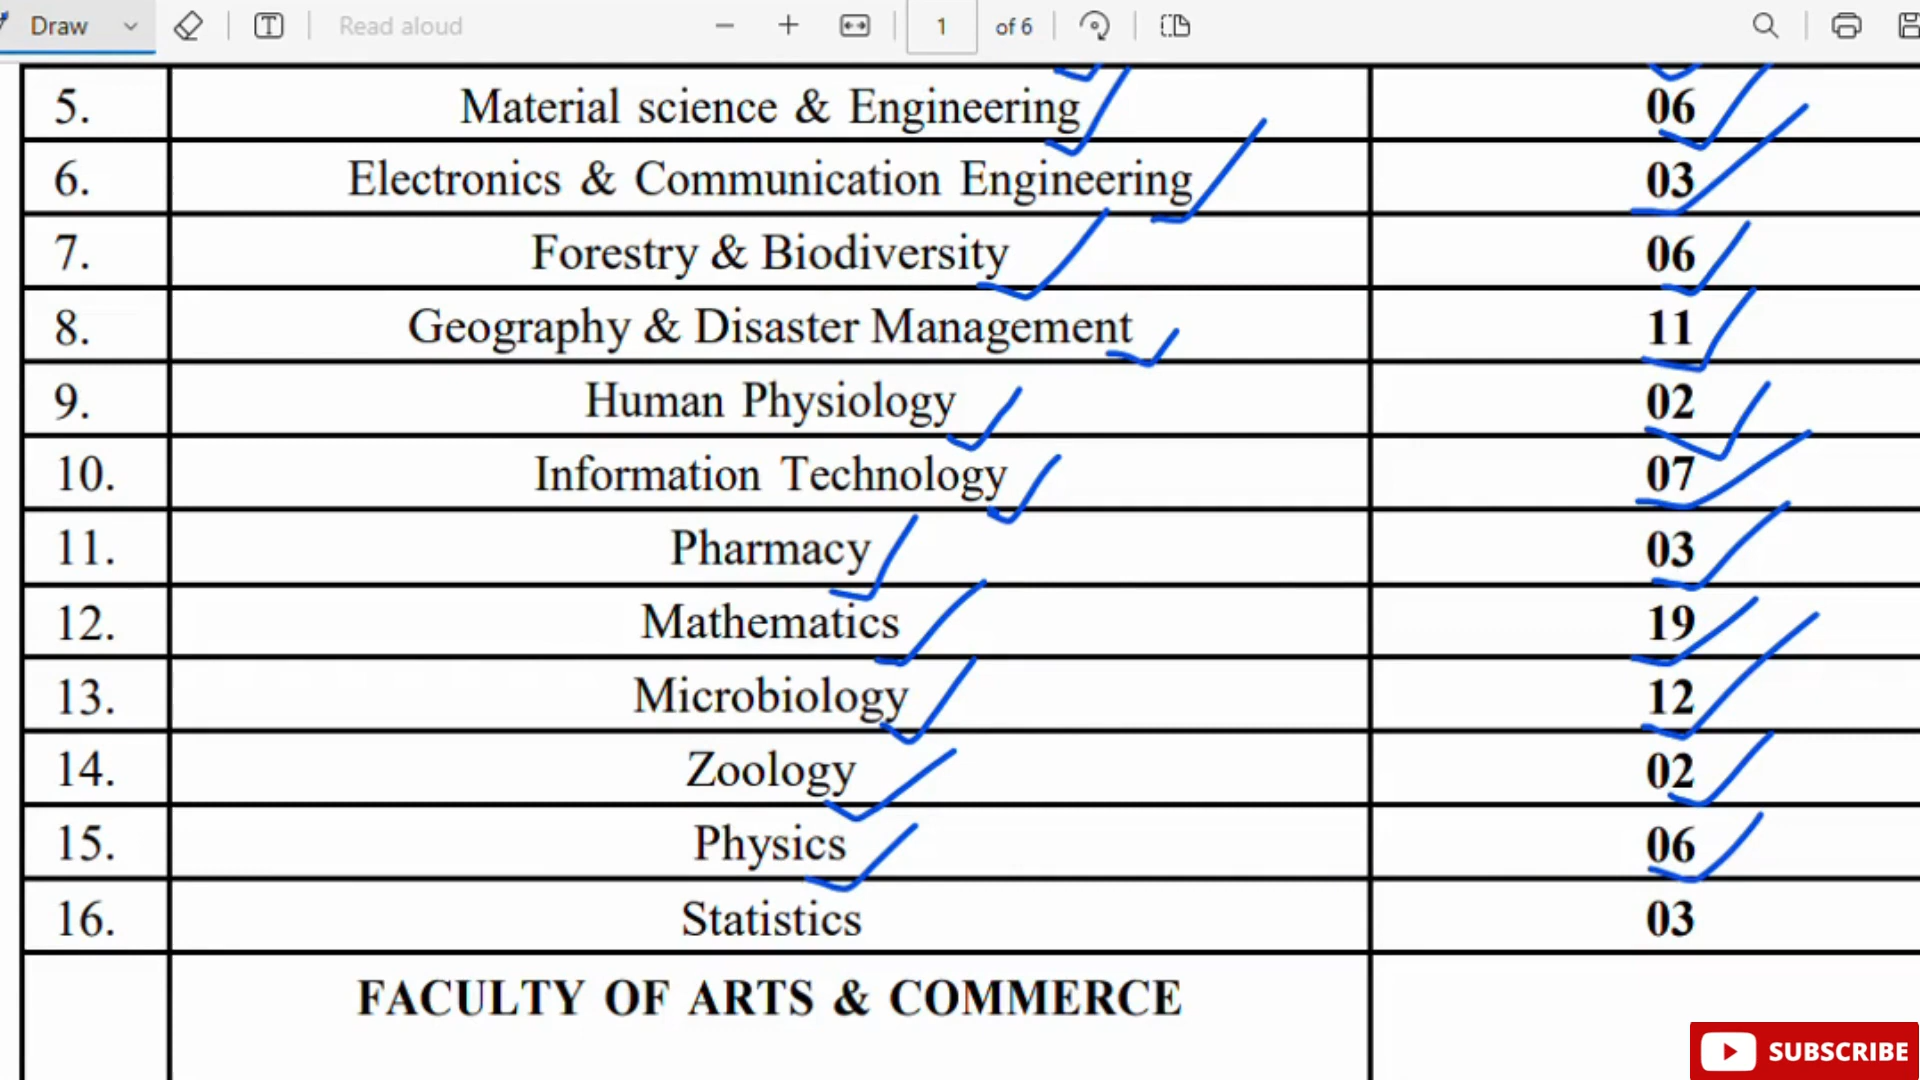 Draw
Read aloud
1 of 6
5. Material science & Engineering 06
6. Electronics & Communication Engineering 03
7. Forestry & Biodiversity 06
8. Geography & Disaster Management 11
9. Human Physiology 02
10. Information Technology 07
11. Pharmacy 03
12. Mathematics 19
13. Microbiology 12
14. Zoology 02
15. Physics 06
16. Statistics 03
FACULTY OF ARTS & COMMERCE
SUBSCRIBE